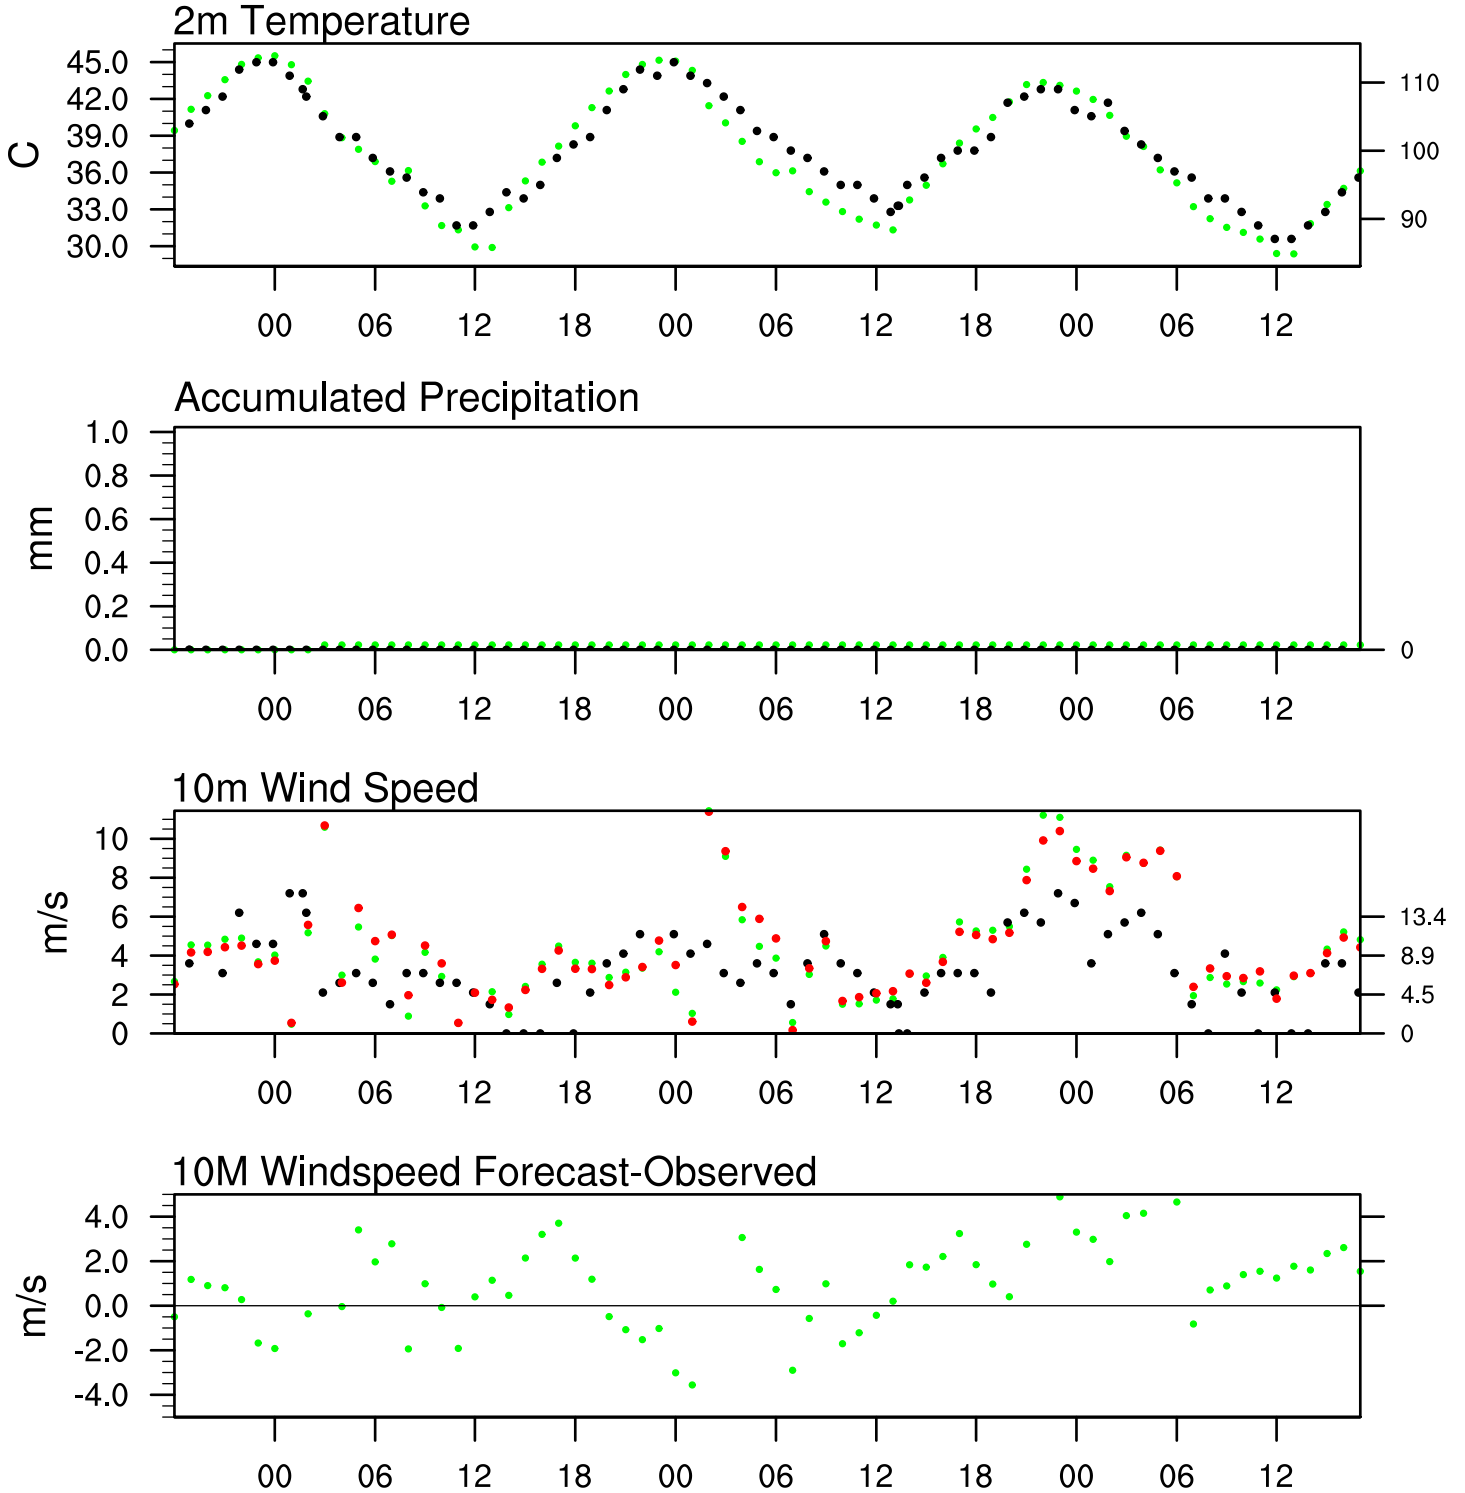 2m Temperature
45.0
42.0
39.0
36.0
33.0
30.0
C
110
100
90
00 06 12 18 00 06 12 18 00 06 12
Accumulated Precipitation
1.0
0.8
0.6
0.4
0.2
0.0
mm
0
00 06 12 18 00 06 12 18 00 06 12
10m Wind Speed
10
8
6
4
2
0
m/s
13.4
8.9
4.5
0
00 06 12 18 00 06 12 18 00 06 12
10M Windspeed Forecast-Observed
4.0
2.0
0.0
-2.0
-4.0
m/s
00 06 12 18 00 06 12 18 00 06 12